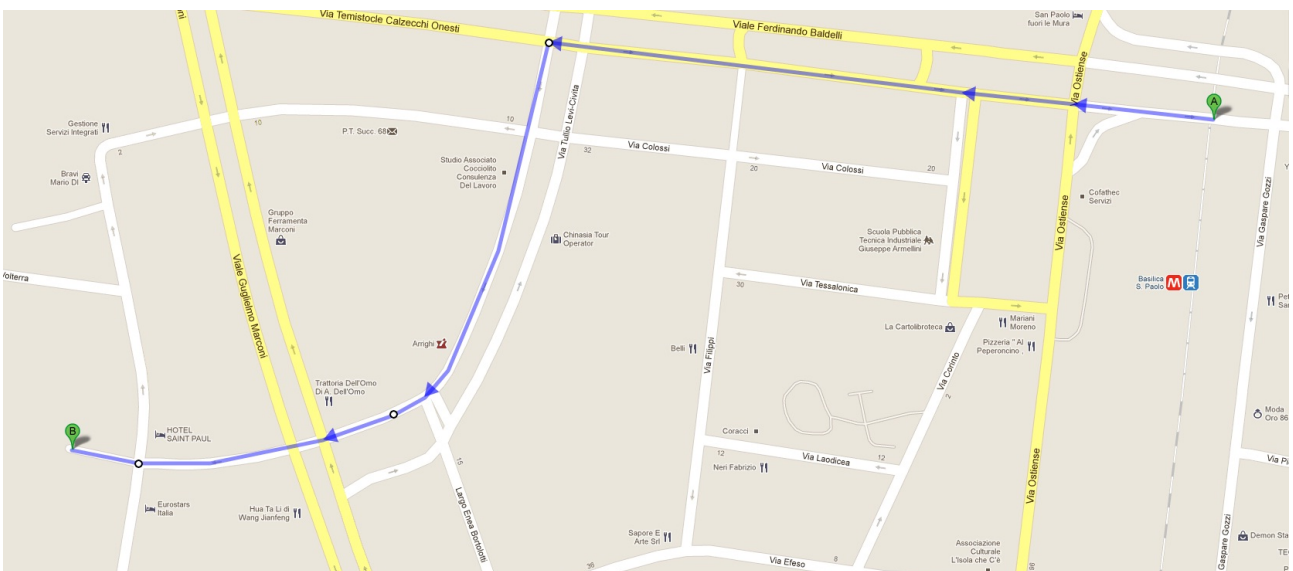 Via Temistocle Calzecchi Onesti
Viale Ferdinando Baldelli
San Paolo
fuori le Mura
Via Ostiense
A
Gestione
Servizi Integrati
2
10
P.T. Succ. 68
10
Via Tullio Levi-Civita
32
Via Colossi
20
Via Colossi
20
Bravi
Mario DI
Studio Associato
Cocciolito
Consulenza
Del Lavoro
Cofathec
Servizi
Via Gaspare Gozzi
Gruppo
Ferramenta
Marconi
Chinasia Tour
Operator
Scuola Pubblica
Tecnica Industriale
Giuseppe Armellini
Via Ostiense
Volterra
Viale Guglielmo Marconi
30
Via Tessalonica
Basilica
S. Paolo
M
La Cartolibroteca
Mariani
Moreno
Pizzeria " Al
Peperoncino
Arrighi
Belli
Via Filippi
Via Corinto
2
Trattoria Dell'Omo
Di A. Dell'Omo
B
HOTEL
SAINT PAUL
Coracci
Moda
Oro 86
12
Via Laodicea
12
Neri Fabrizio
15
Largo Enea Bortolotti
Via Ostiense
Eurostars
Italia
Hua Ta Li di
Wang Jianfeng
Sapore E
Arte Srl
36
Via Efeso
8
Associazione
Culturale
L'Isola che C'è
Gaspare Gozzi
Demon Sta